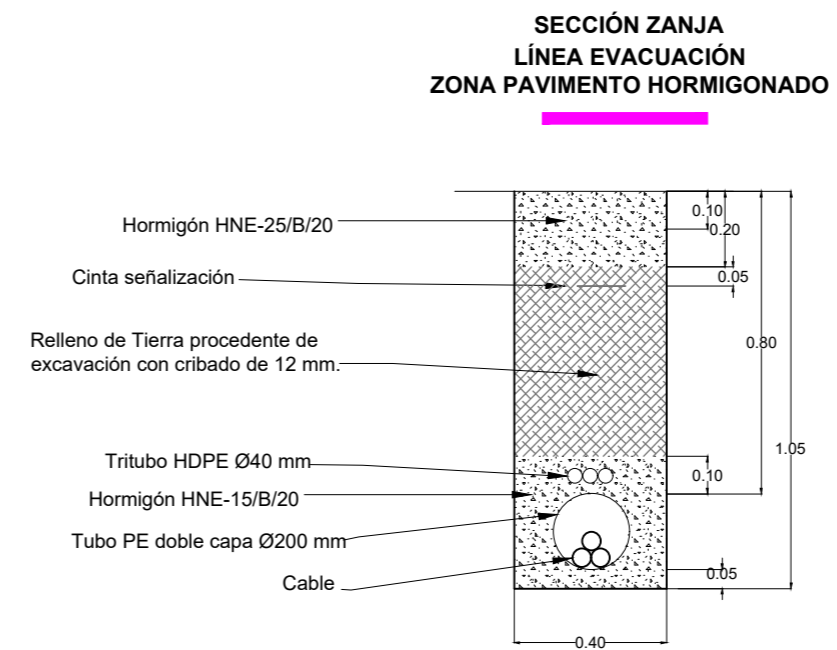 SECCIÓN ZANJA
LÍNEA EVACUACIÓN
ZONA PAVIMENTO HORMIGONADO
Hormigón HNE-25/B/20
0.10
0.20
Cinta señalización
0.05
Relleno de Tierra procedente de
excavación con cribado de 12 mm.
0.80
1.05
Tritubo HDPE Ø40 mm
0.10
Hormigón HNE-15/B/20
Tubo PE doble capa Ø200 mm
Cable
0.05
0.40